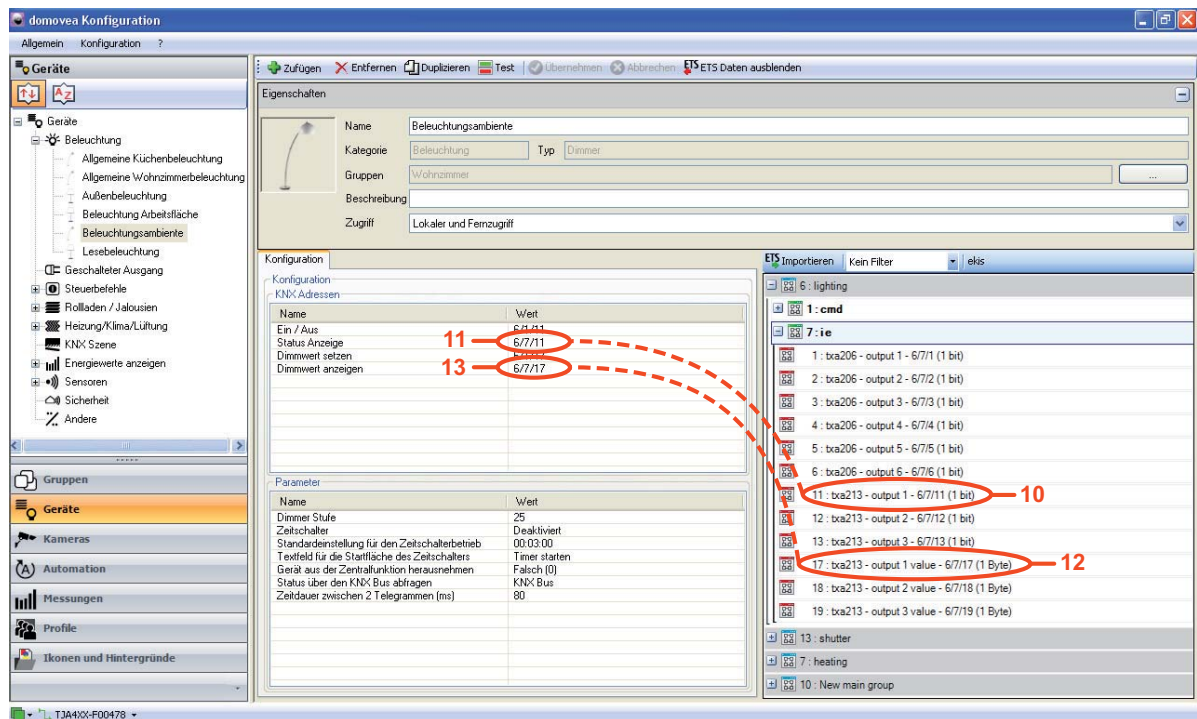 domovea Konfiguration
Allgemein Konfiguration ?
Geräte
Geräte
Beleuchtung
Allgemeine Küchenbeleuchtung
Allgemeine Wohnzimmerbeleuchtung
Außenbeleuchtung
Beleuchtung Arbeitsfläche
Beleuchtungsambiente
Lesebeleuchtung
Geschalteter Ausgang
Steuerbefehle
Rollladen / Jalousien
Heizung/Klima/Lüftung
KNX Szene
Energiewerte anzeigen
Sensoren
Sicherheit
Andere
Gruppen
Geräte
Kameras
Automation
Messungen
Profile
Ikonen und Hintergründe
Zufügen Entfernen Duplizieren Test Übernehmen Abbrechen ETS ETS Daten ausblenden
Eigenschaften
Name Beleuchtungsambiente
Kategorie Beleuchtung Typ Dimmer
Gruppen Wohnzimmer ...
Beschreibung
Zugriff Lokaler und Fernzugriff
Konfiguration
Konfiguration
KNX Adressen
Name Wert
Ein / Aus 6/1/11
Status Anzeige 11 6/7/11
Dimmwert setzen
Dimmwert anzeigen 13 6/7/17
Parameter
Name Wert
Dimmer Stufe 25
Zeitschalter Deaktiviert
Standardeinstellung für den Zeitschalterbetrieb 00:03:00
Textfeld für die Startfläche des Zeitschalters Timer starten
Gerät aus der Zentralfunktion herausnehmen Falsch (0)
Status über den KNX Bus abfragen KNX Bus
Zeitdauer zwischen 2 Telegrammen (ms) 80
ETS Importieren Kein Filter ekis
6 : lighting
1 : cmd
7 : ie
1 : txa206 - output 1 - 6/7/1 (1 bit)
2 : txa206 - output 2 - 6/7/2 (1 bit)
3 : txa206 - output 3 - 6/7/3 (1 bit)
4 : txa206 - output 4 - 6/7/4 (1 bit)
5 : txa206 - output 5 - 6/7/5 (1 bit)
6 : txa206 - output 6 - 6/7/6 (1 bit)
11 : txa213 - output 1 - 6/7/11 (1 bit) 10
12 : txa213 - output 2 - 6/7/12 (1 bit)
13 : txa213 - output 3 - 6/7/13 (1 bit)
17 : txa213 - output 1 value - 6/7/17 (1 Byte) 12
18 : txa213 - output 2 value - 6/7/18 (1 Byte)
19 : txa213 - output 3 value - 6/7/19 (1 Byte)
13 : shutter
7 : heating
10 : New main group
TJA4XX-F00478